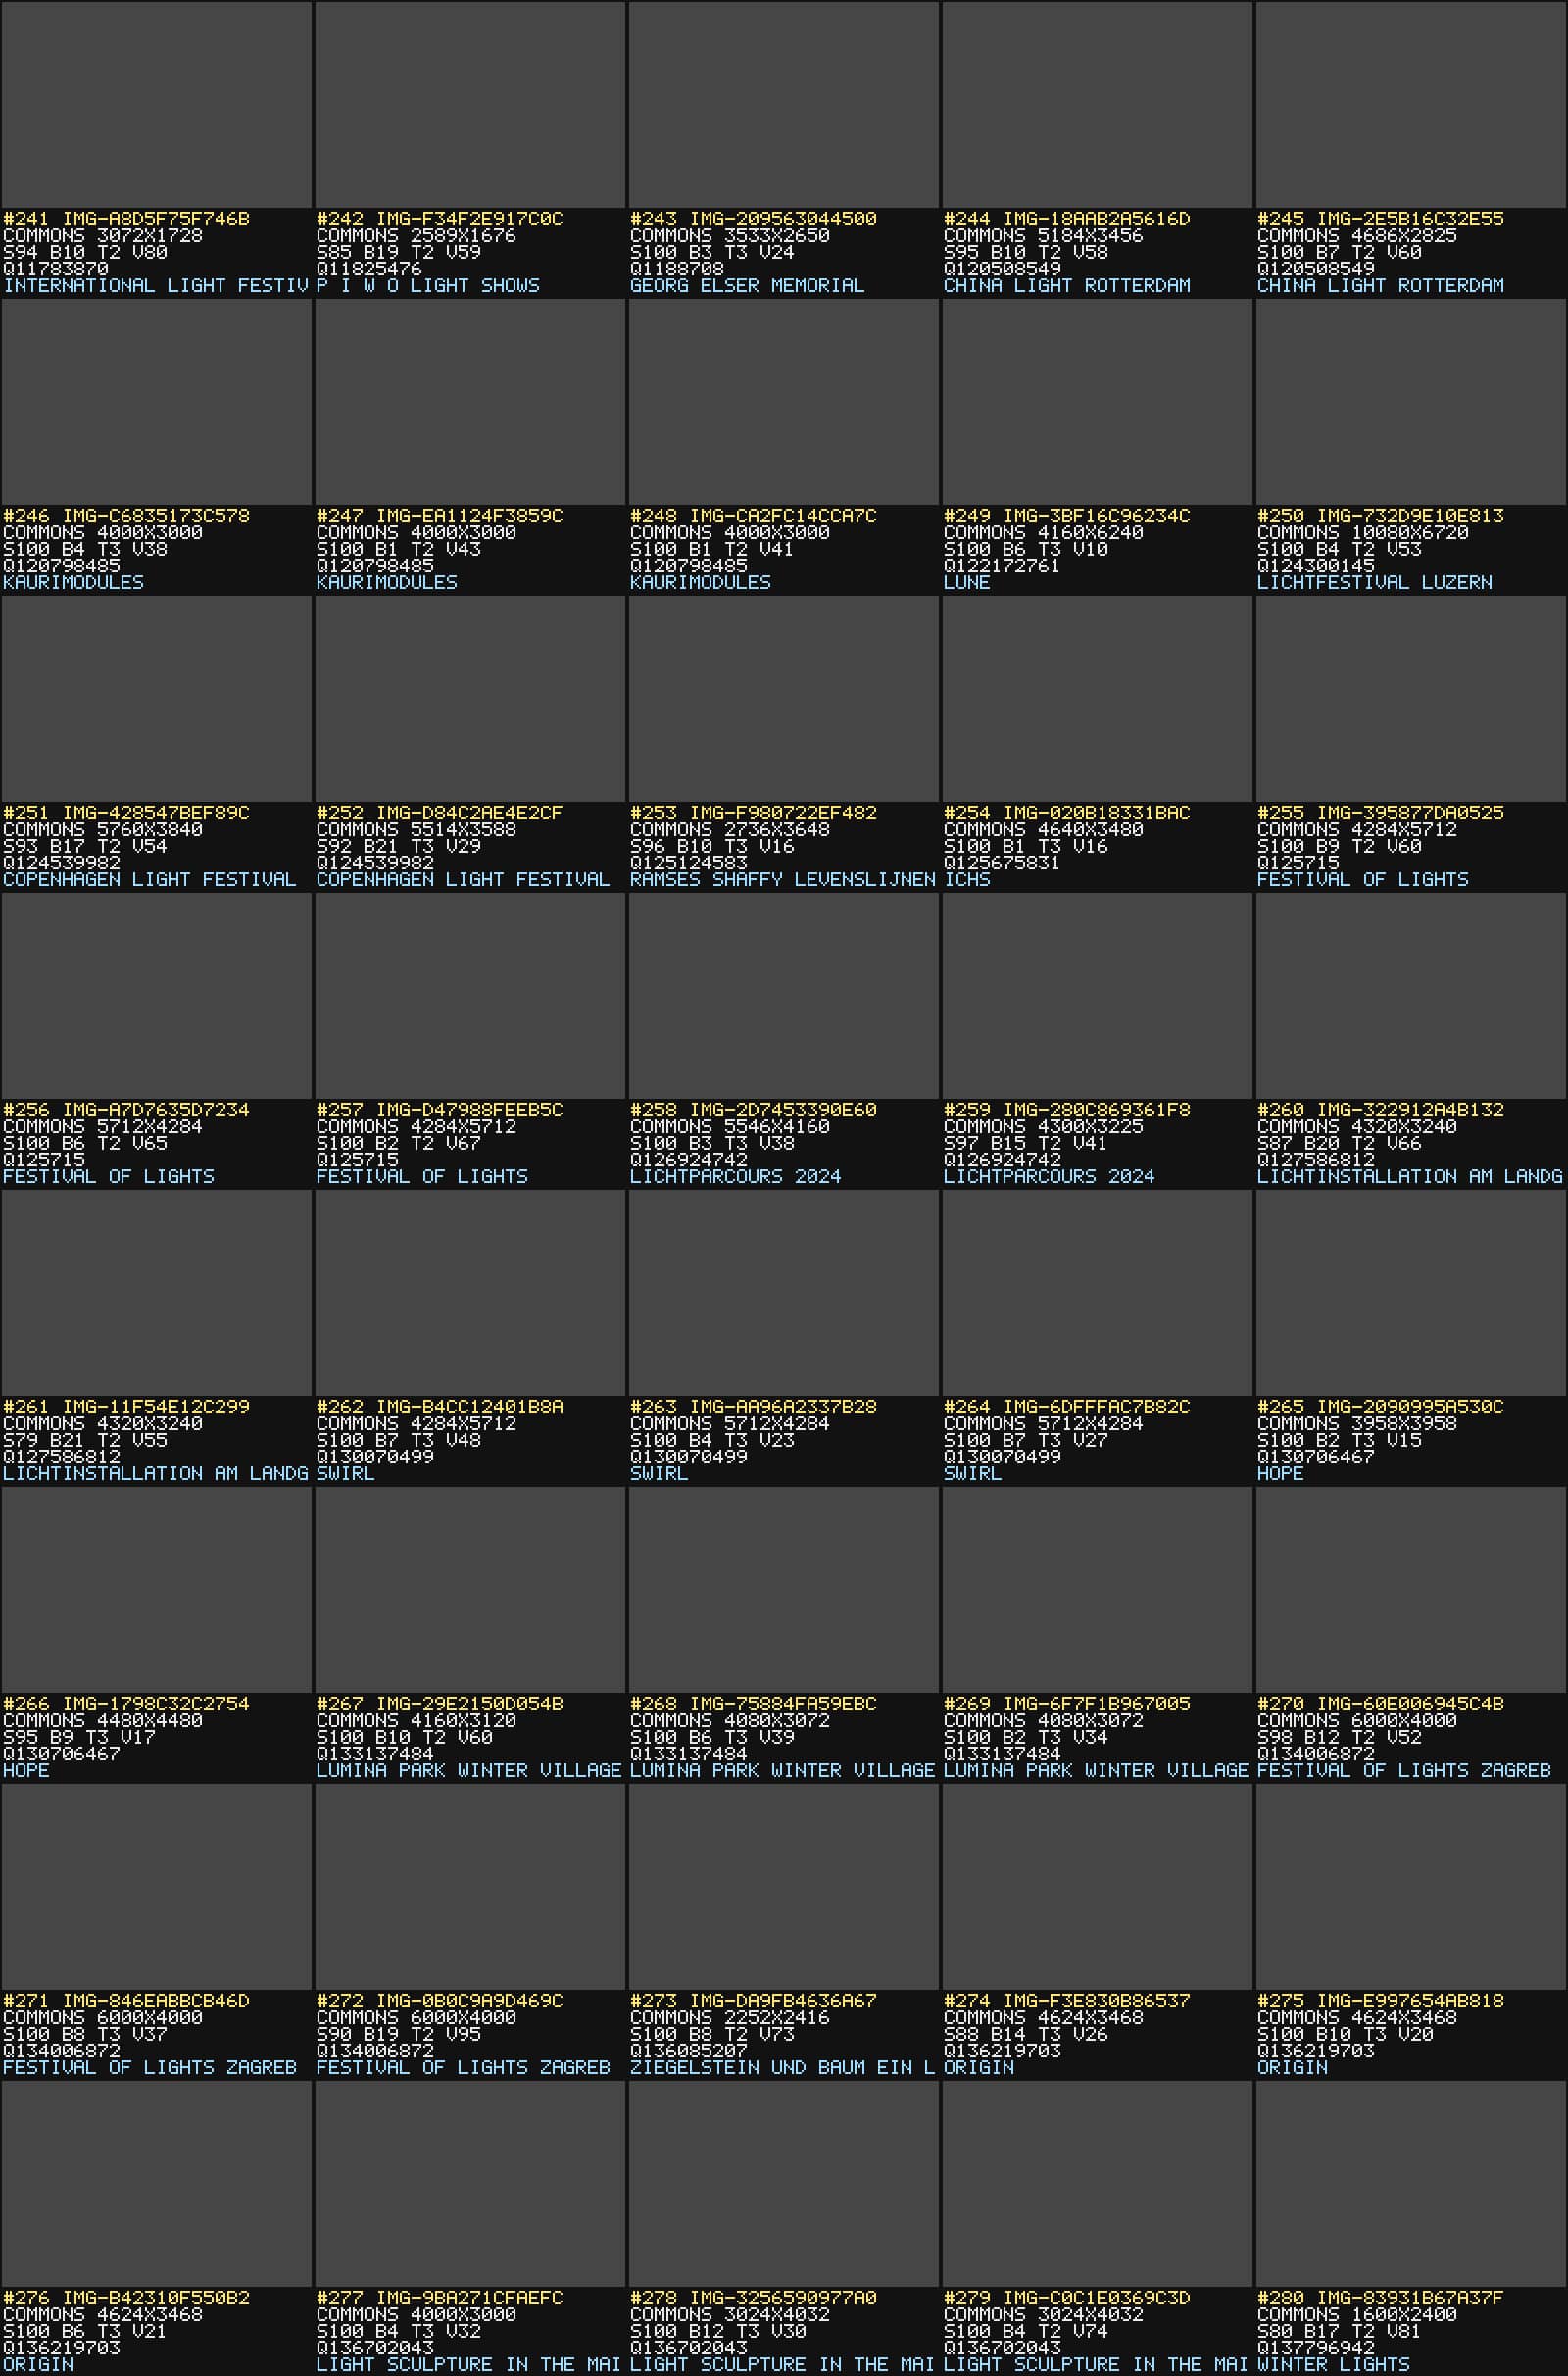 #241 IMG-A8D5F75F746B
COMMONS 3072X1728
S94 B10 T2 V80
Q11783870
INTERNATIONAL LIGHT FESTIV
#242 IMG-F34F2E917C0C
COMMONS 2589X1676
S85 B19 T2 V59
Q11825476
P I W O LIGHT SHOWS
#243 IMG-209563044500
COMMONS 3533X2650
S100 B3 T3 V24
Q1188708
GEORG ELSER MEMORIAL
#244 IMG-18AAB2A5616D
COMMONS 5184X3456
S95 B10 T2 V58
Q120508549
CHINA LIGHT ROTTERDAM
#245 IMG-2E5B16C32E55
COMMONS 4686X2825
S100 B7 T2 V60
Q120508549
CHINA LIGHT ROTTERDAM
#246 IMG-C6835173C578
COMMONS 4000X3000
S100 B4 T3 V38
Q120798485
KAURIMODULES
#247 IMG-EA1124F3859C
COMMONS 4000X3000
S100 B1 T2 V43
Q120798485
KAURIMODULES
#248 IMG-CA2FC14CCA7C
COMMONS 4000X3000
S100 B1 T2 V41
Q120798485
KAURIMODULES
#249 IMG-3BF16C96234C
COMMONS 4160X6240
S100 B6 T3 V10
Q122172761
LUNE
#250 IMG-732D9E10E813
COMMONS 10080X6720
S100 B4 T2 V53
Q124300145
LICHTFESTIVAL LUZERN
#251 IMG-428547BEF89C
COMMONS 5760X3840
S93 B17 T2 V54
Q124539982
COPENHAGEN LIGHT FESTIVAL
#252 IMG-D84C2AE4E2CF
COMMONS 5514X3588
S92 B21 T3 V29
Q124539982
COPENHAGEN LIGHT FESTIVAL
#253 IMG-F980722EF482
COMMONS 2736X3648
S96 B10 T3 V16
Q125124583
RAMSES SHAFFY LEVENSLIJNEN
#254 IMG-020B18331BAC
COMMONS 4640X3480
S100 B1 T3 V16
Q125675831
ICHS
#255 IMG-395877DA0525
COMMONS 4284X5712
S100 B9 T2 V60
Q125715
FESTIVAL OF LIGHTS
#256 IMG-A7D7635D7234
COMMONS 5712X4284
S100 B6 T2 V65
Q125715
FESTIVAL OF LIGHTS
#257 IMG-D47988FEEB5C
COMMONS 4284X5712
S100 B2 T2 V67
Q125715
FESTIVAL OF LIGHTS
#258 IMG-2D7453390E60
COMMONS 5546X4160
S100 B3 T3 V38
Q126924742
LICHTPARCOURS 2024
#259 IMG-280C869361F8
COMMONS 4300X3225
S97 B15 T2 V41
Q126924742
LICHTPARCOURS 2024
#260 IMG-322912A4B132
COMMONS 4320X3240
S87 B20 T2 V66
Q127586812
LICHTINSTALLATION AM LANDG
#261 IMG-11F54E12C299
COMMONS 4320X3240
S79 B21 T2 V55
Q127586812
LICHTINSTALLATION AM LANDG
#262 IMG-B4CC12401B8A
COMMONS 4284X5712
S100 B7 T3 V48
Q130070499
SWIRL
#263 IMG-AA96A2337B28
COMMONS 5712X4284
S100 B4 T3 V23
Q130070499
SWIRL
#264 IMG-6DFFFAC7B82C
COMMONS 5712X4284
S100 B7 T3 V27
Q130070499
SWIRL
#265 IMG-2090995A530C
COMMONS 3958X3958
S100 B2 T3 V15
Q130706467
HOPE
#266 IMG-1798C32C2754
COMMONS 4480X4480
S95 B9 T3 V17
Q130706467
HOPE
#267 IMG-29E2150D054B
COMMONS 4160X3120
S100 B10 T2 V60
Q133137484
LUMINA PARK WINTER VILLAGE
#268 IMG-75884FA59EBC
COMMONS 4080X3072
S100 B6 T3 V39
Q133137484
LUMINA PARK WINTER VILLAGE
#269 IMG-6F7F1B967005
COMMONS 4080X3072
S100 B2 T3 V34
Q133137484
LUMINA PARK WINTER VILLAGE
#270 IMG-60E006945C4B
COMMONS 6000X4000
S98 B12 T2 V52
Q134006872
FESTIVAL OF LIGHTS ZAGREB
#271 IMG-846EABBCB46D
COMMONS 6000X4000
S100 B8 T3 V37
Q134006872
FESTIVAL OF LIGHTS ZAGREB
#272 IMG-0B0C9A9D469C
COMMONS 6000X4000
S90 B19 T2 V95
Q134006872
FESTIVAL OF LIGHTS ZAGREB
#273 IMG-DA9FB4636A67
COMMONS 2252X2416
S100 B8 T2 V73
Q136085207
ZIEGELSTEIN UND BAUM EIN L
#274 IMG-F3E830B86537
COMMONS 4624X3468
S88 B14 T3 V26
Q136219703
ORIGIN
#275 IMG-E997654AB818
COMMONS 4624X3468
S100 B10 T3 V20
Q136219703
ORIGIN
#276 IMG-B42310F550B2
COMMONS 4624X3468
S100 B6 T3 V21
Q136219703
ORIGIN
#277 IMG-9BA271CFAEFC
COMMONS 4000X3000
S100 B4 T3 V32
Q136702043
LIGHT SCULPTURE IN THE MAI
#278 IMG-3256590977A0
COMMONS 3024X4032
S100 B12 T3 V30
Q136702043
LIGHT SCULPTURE IN THE MAI
#279 IMG-C0C1E0369C3D
COMMONS 3024X4032
S100 B4 T2 V74
Q136702043
LIGHT SCULPTURE IN THE MAI
#280 IMG-83931B67A37F
COMMONS 1600X2400
S80 B17 T2 V81
Q137796942
WINTER LIGHTS